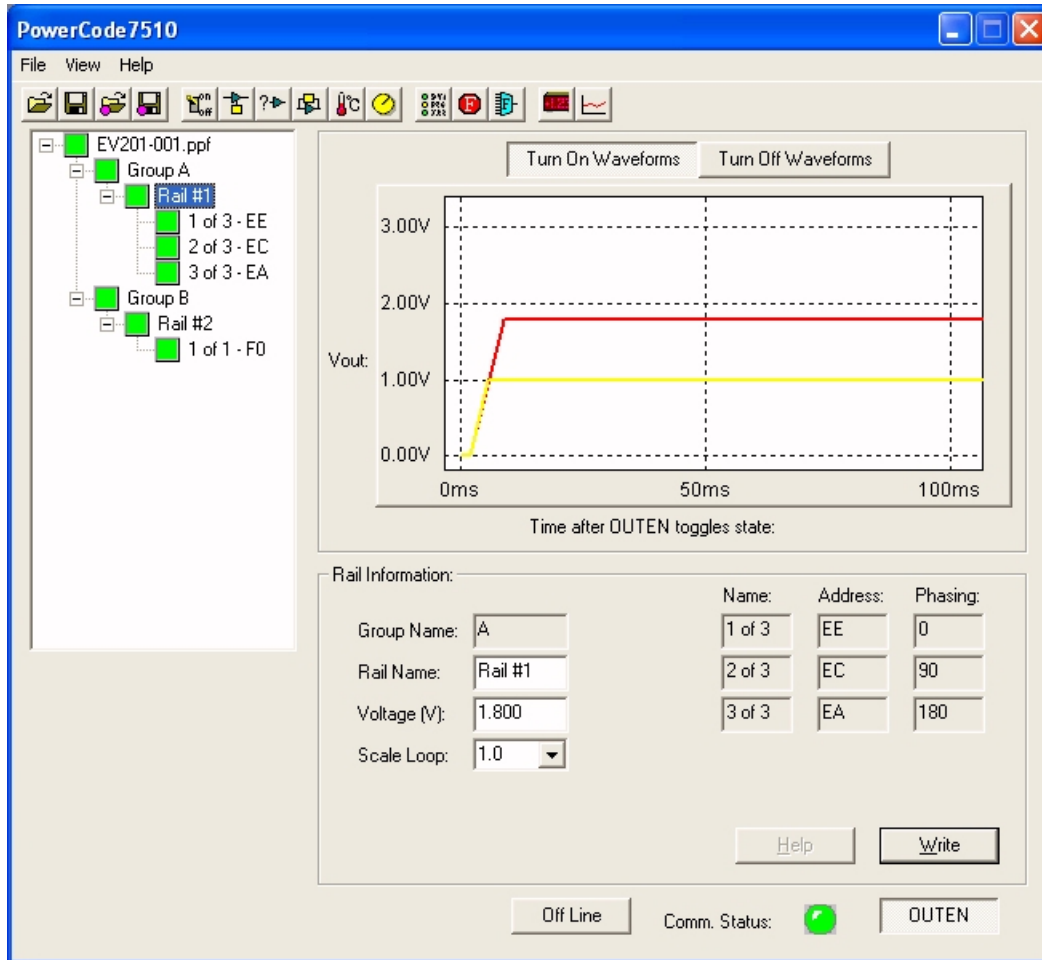 PowerCode7510
File View Help
EV201-001.ppf
Group A
Rail #1
1 of 3 - EE
2 of 3 - EC
3 of 3 - EA
Group B
Rail #2
1 of 1 - F0
Turn On Waveforms Turn Off Waveforms
3.00V
2.00V
Vout:
1.00V
0.00V
0ms 50ms 100ms
Time after OUTEN toggles state:
Rail Information:
Name: Address: Phasing:
Group Name: A 1 of 3 EE 0
Rail Name: Rail #1 2 of 3 EC 90
Voltage (V): 1.800 3 of 3 EA 180
Scale Loop: 1.0
Help Write
Off Line Comm. Status: OUTEN